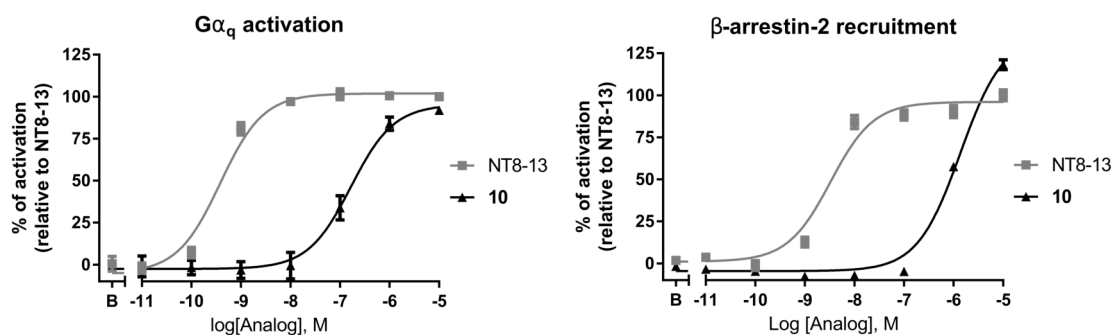 Gαq activation
% of activation
(relative to NT8-13)
125
100
75
50
25
0
B
-11
-10
-9
-8
-7
-6
-5
log[Analog], M
NT8-13
10
β-arrestin-2 recruitment
% of activation
(relative to NT8-13)
125
100
75
50
25
0
B
-11
-10
-9
-8
-7
-6
-5
Log [Analog], M
NT8-13
10